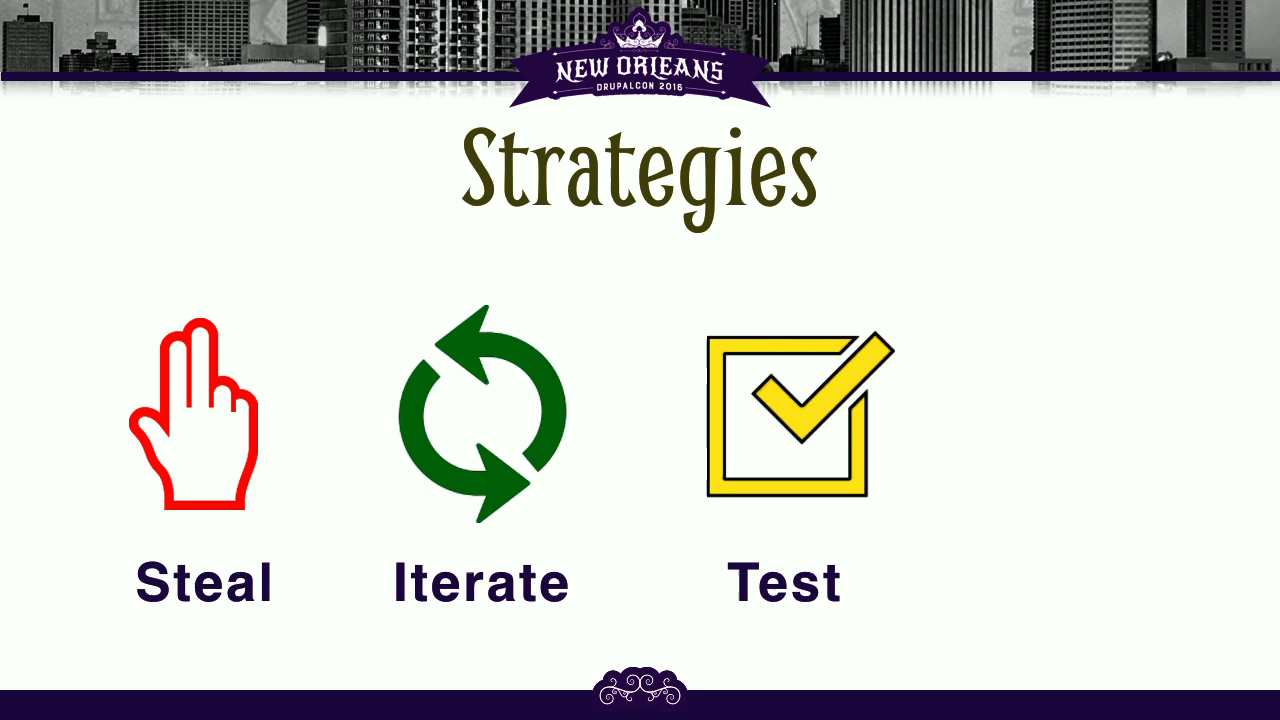 NEW ORLEANS
DRUPALCON 2016
Strategies
Steal
Iterate
Test